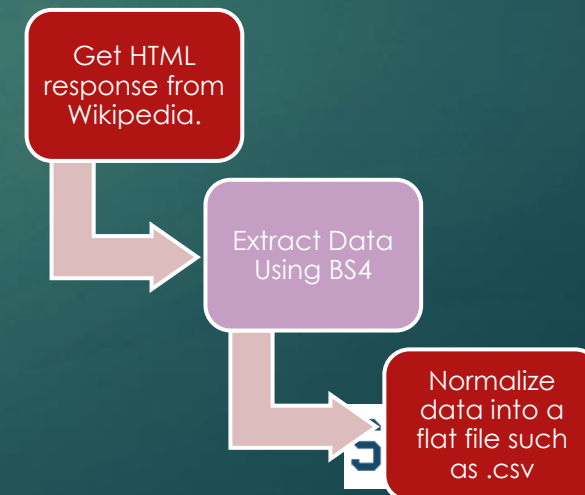 Get HTML
response from
Wikipedia.
Extract Data
Using BS4
Normalize
data into a
flat file such
as .csv